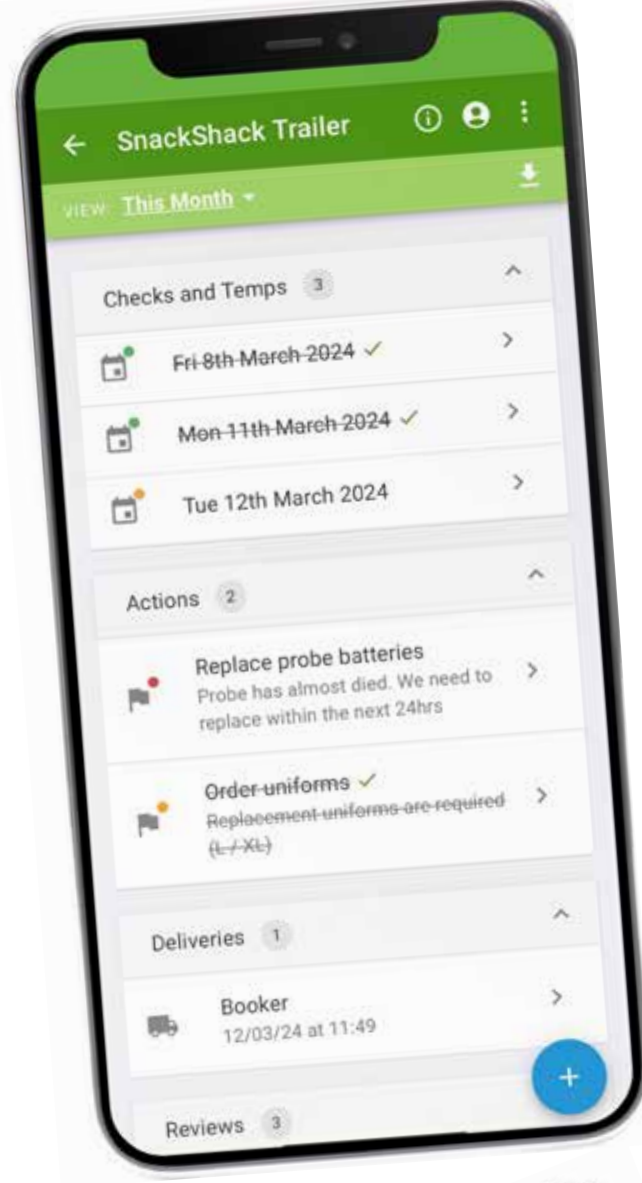 SnackShack Trailer
VIEW: This Month
Checks and Temps 3
Fri 8th March 2024
Mon 11th March 2024
Tue 12th March 2024
Actions 2
Replace probe batteries
Probe has almost died. We need to
replace within the next 24hrs
Order uniforms
Replacement uniforms are required
(L / XL)
Deliveries 1
Booker
12/03/24 at 11:49
Reviews 3